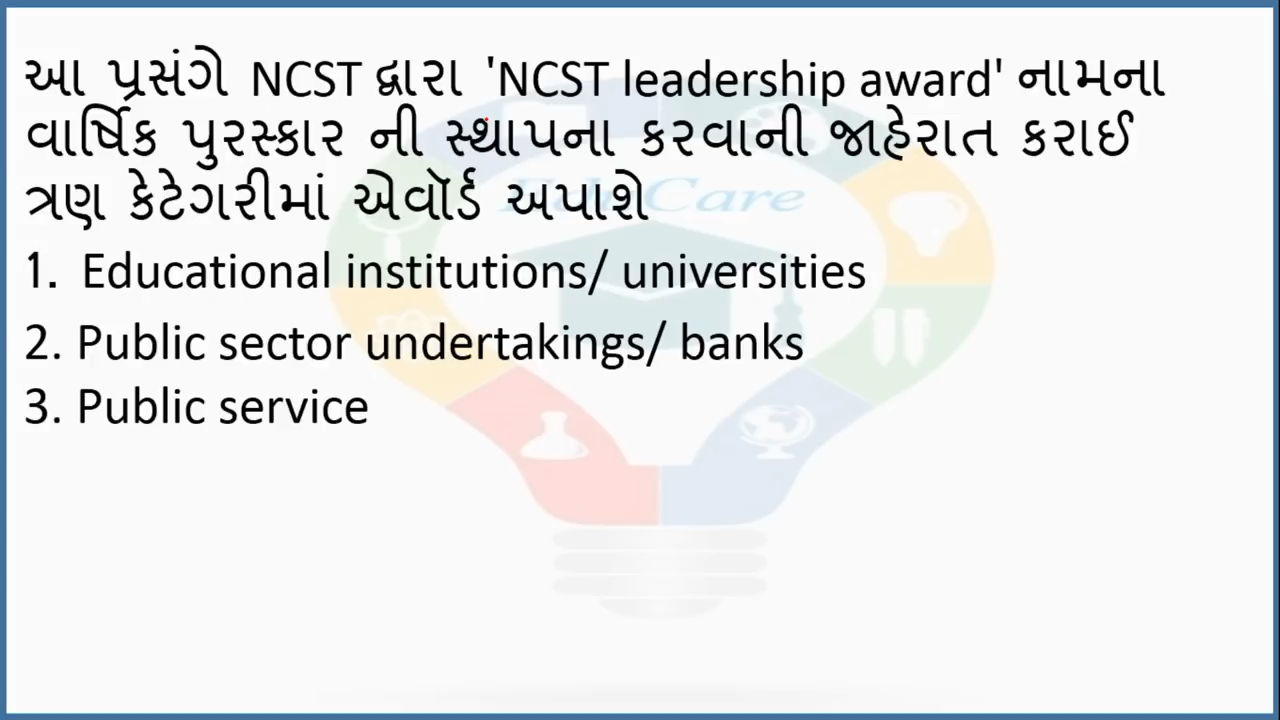 આ પ્રસંગે NCST દ્વારા 'NCST leadership award' નામના
વાર્ષિક પુરસ્કાર ની સ્થાપના કરવાની જાહેરાત કરાઈ
ત્રણ કેટેગરીમાં એવૉર્ડ અપાશે
1. Educational institutions/ universities
2. Public sector undertakings/ banks
3. Public service